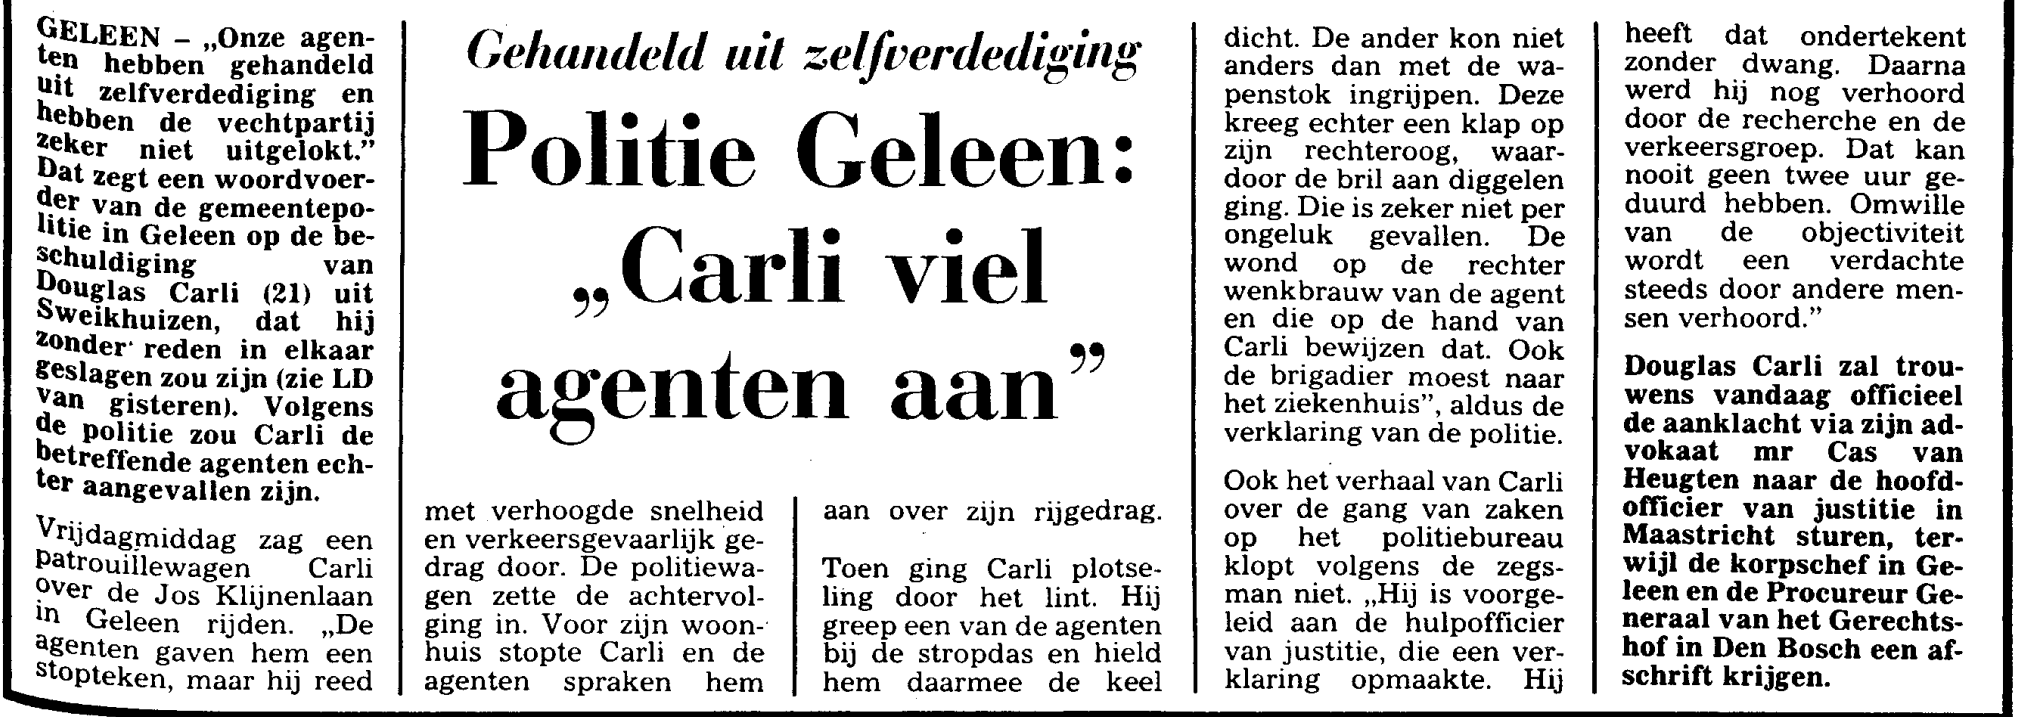 Gehandeld uit zelfverdediging
Politie Geleen:
„Carli viel
agenten aan”
GELEEN – „Onze agen-
ten hebben gehandeld
uit zelfverdediging en
hebben de vechtpartij
zeker niet uitgelokt.”
Dat zegt een woordvoer-
der van de gemeentepo-
litie in Geleen op de be-
schuldiging van
Douglas Carli (21) uit
Sweikhuizen, dat hij
zonder reden in elkaar
geslagen zou zijn (zie LD
van gisteren). Volgens
de politie zou Carli de
betreffende agenten ech-
ter aangevallen zijn.
Vrijdagmiddag zag een
patrouillewagen Carli
over de Jos Klijnenlaan
in Geleen rijden. „De
agenten gaven hem een
stopteken, maar hij reed
met verhoogde snelheid
en verkeersgevaarlijk ge-
drag door. De politiewa-
gen zette de achtervol-
ging in. Voor zijn woon-
huis stopte Carli en de
agenten spraken hem
aan over zijn rijgedrag.
Toen ging Carli plotse-
ling door het lint. Hij
greep een van de agenten
bij de stropdas en hield
hem daarmee de keel
dicht. De ander kon niet
anders dan met de wa-
penstok ingrijpen. Deze
kreeg echter een klap op
zijn rechteroog, waar-
door de bril aan diggelen
ging. Die is zeker niet per
ongeluk gevallen. De
wond op de rechter
wenkbrauw van de agent
en die op de hand van
Carli bewijzen dat. Ook
de brigadier moest naar
het ziekenhuis”, aldus de
verklaring van de politie.
Ook het verhaal van Carli
over de gang van zaken
op het politiebureau
klopt volgens de zegs-
man niet. „Hij is voorge-
leid aan de hulpofficier
van justitie, die een ver-
klaring opmaakte. Hij
heeft dat ondertekent
zonder dwang. Daarna
werd hij nog verhoord
door de recherche en de
verkeersgroep. Dat kan
nooit geen twee uur ge-
duurd hebben. Omwille
van de objectiviteit
wordt een verdachte
steeds door andere men-
sen verhoord.”
Douglas Carli zal trou-
wens vandaag officieel
de aanklacht via zijn ad-
vokaat mr Cas van
Heugten naar de hoofd-
officier van justitie in
Maastricht sturen, ter-
wijl de korpschef in Ge-
leen en de Procureur Ge-
neraal van het Gerechts-
hof in Den Bosch een af-
schrift krijgen.